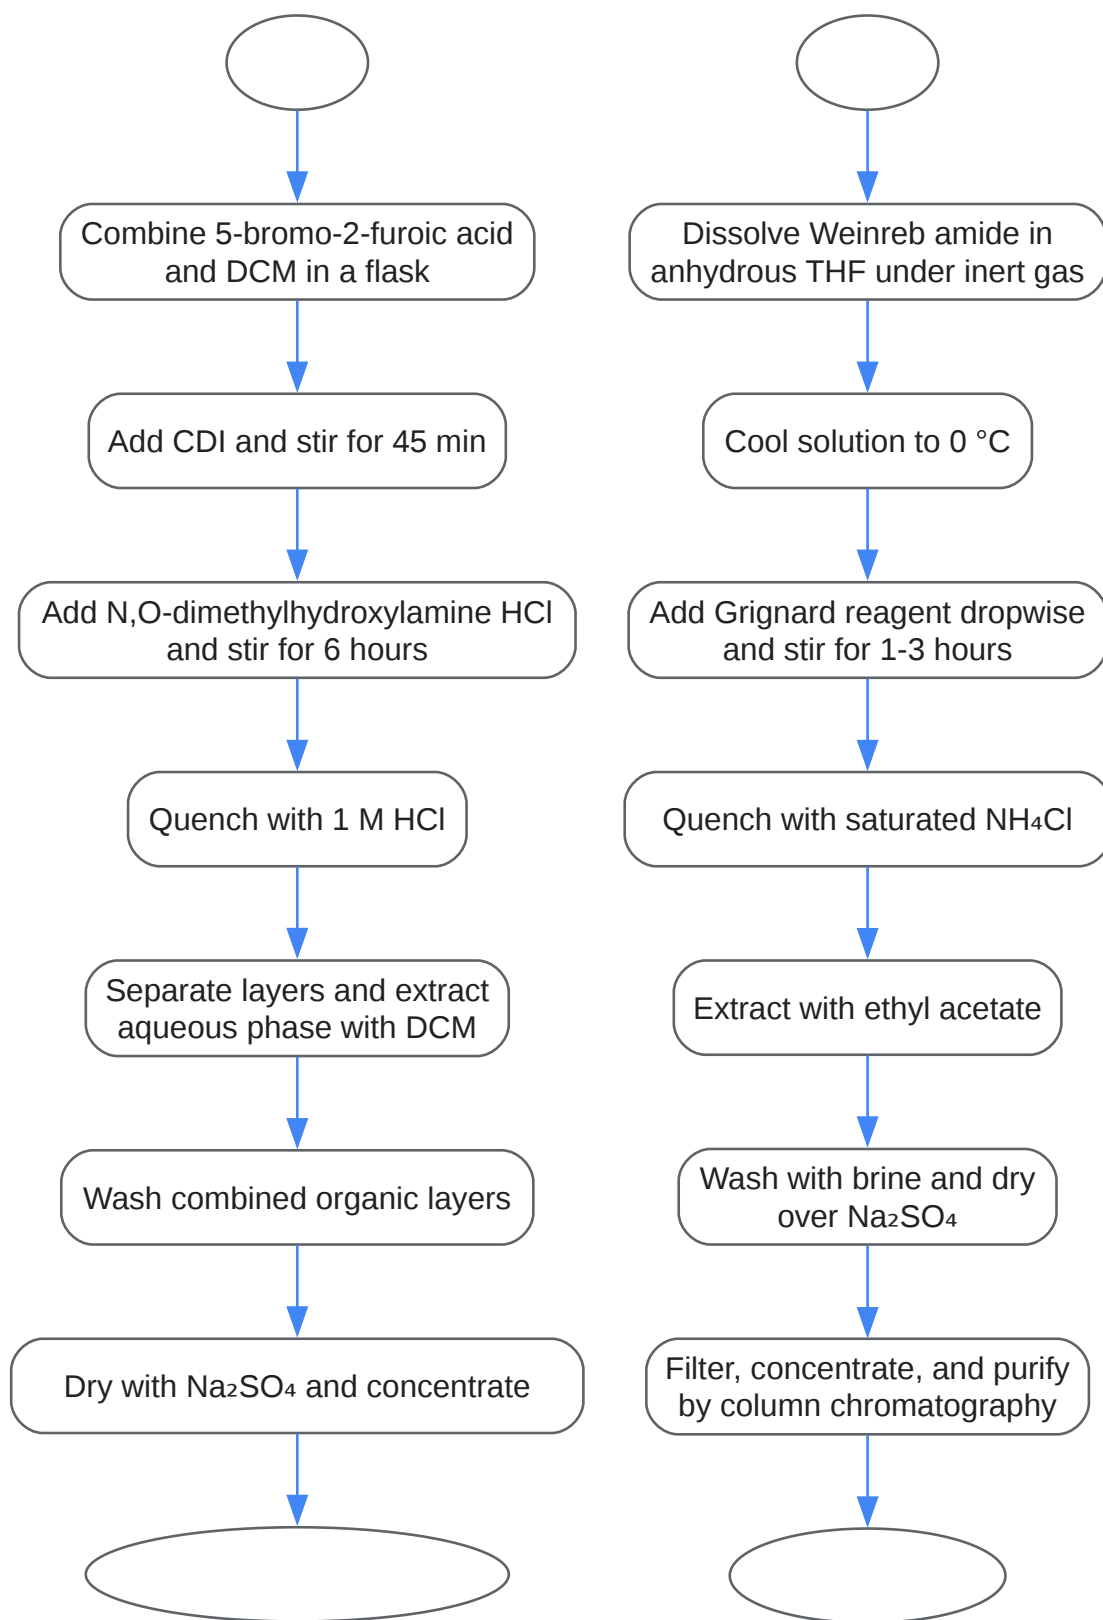 Combine 5-bromo-2-furoic acid
and DCM in a flask
Add CDI and stir for 45 min
Add N,O-dimethylhydroxylamine HCl
and stir for 6 hours
Quench with 1 M HCl
Separate layers and extract
aqueous phase with DCM
Wash combined organic layers
Dry with Na₂SO₄ and concentrate
Dissolve Weinreb amide in
anhydrous THF under inert gas
Cool solution to 0 °C
Add Grignard reagent dropwise
and stir for 1-3 hours
Quench with saturated NH₄Cl
Extract with ethyl acetate
Wash with brine and dry
over Na₂SO₄
Filter, concentrate, and purify
by column chromatography